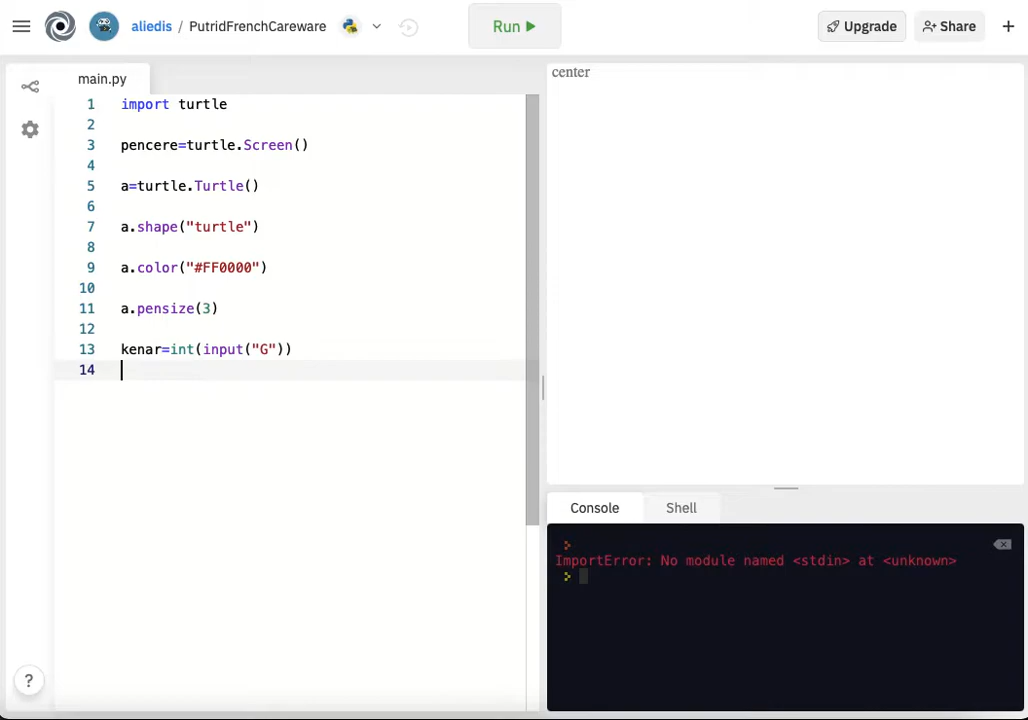 aliedis / PutridFrenchCareware
Run
Upgrade
Share
+
main.py
1 import turtle
2
3 pencere=turtle.Screen()
4
5 a=turtle.Turtle()
6
7 a.shape("turtle")
8
9 a.color("#FF0000")
10
11 a.pensize(3)
12
13 kenar=int(input("G"))
14
?
center
Console
Shell
>
ImportError: No module named <stdin> at <unknown>
>